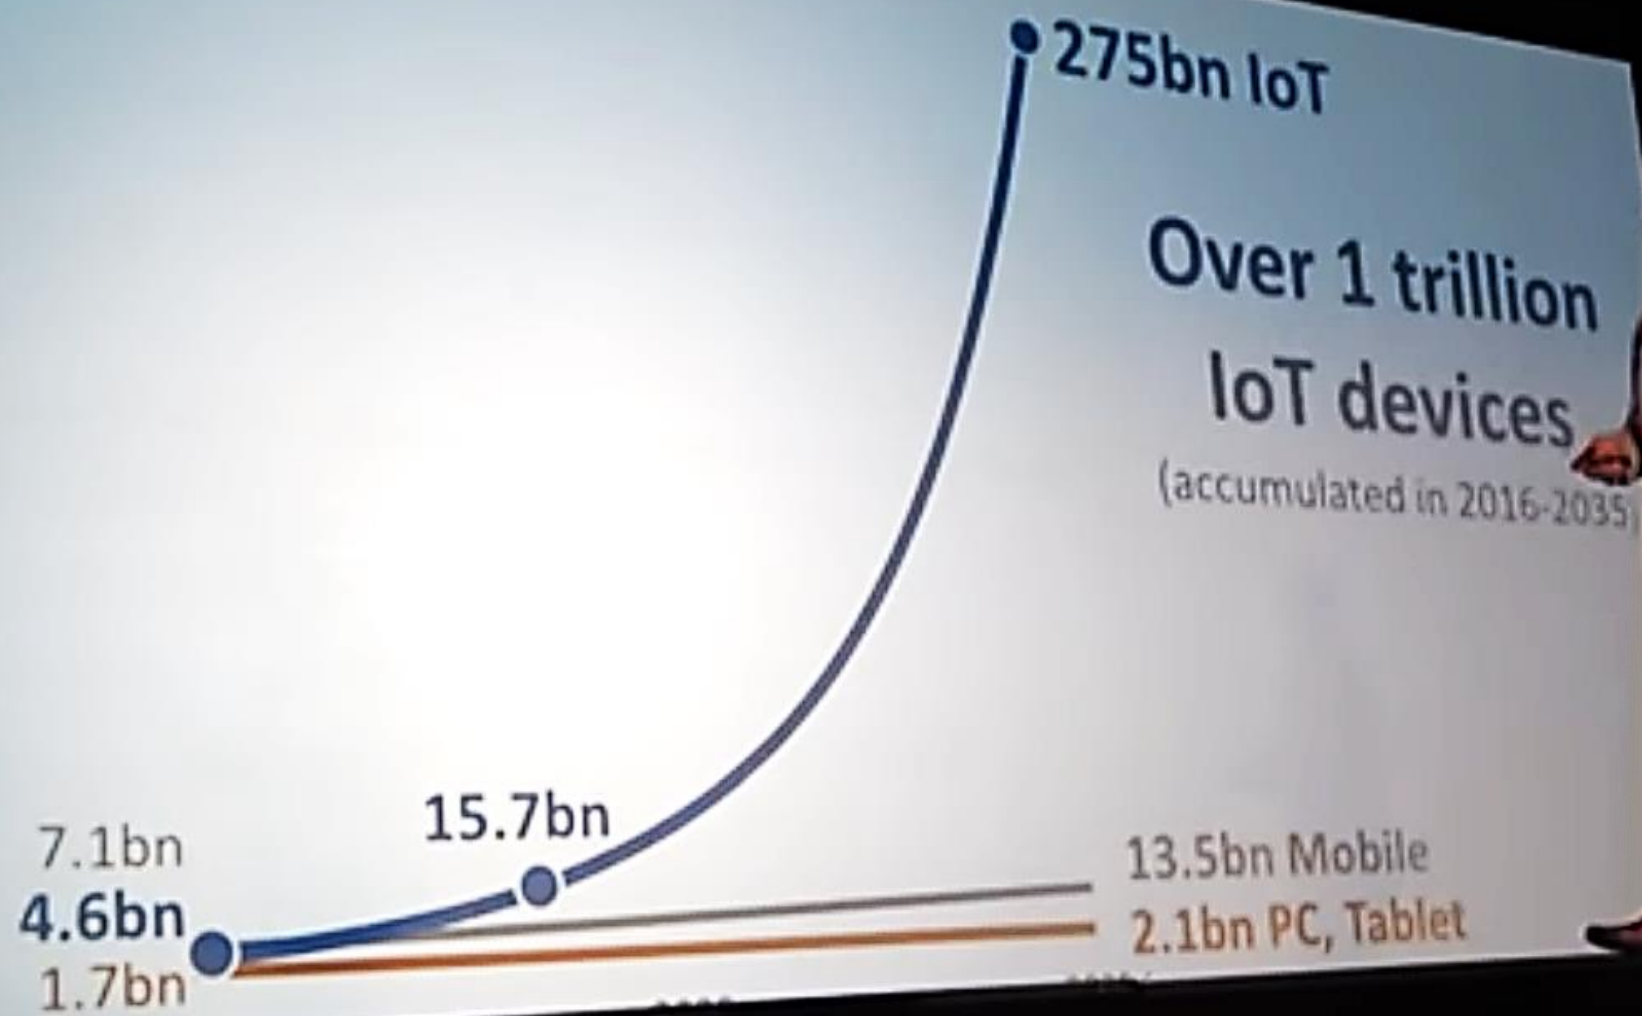 275bn IoT
Over 1 trillion
IoT devices
(accumulated in 2016-2035)
15.7bn
7.1bn
4.6bn
1.7bn
13.5bn Mobile
2.1bn PC, Tablet